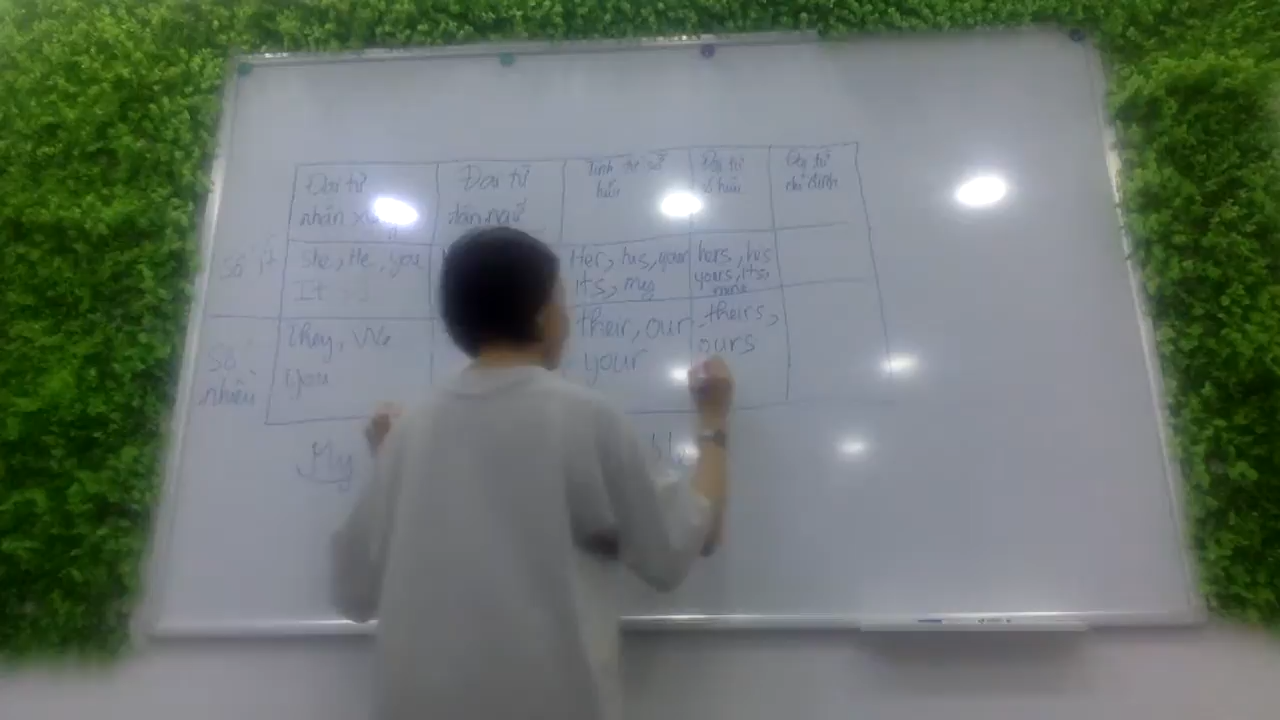 Đại từ
nhân
Đại từ
dân ngữ
Tính từ sở
hữu
Đại từ
sở hữu
Đại từ
chỉ định
Số ít
She, He, you
It
Her, his, your
its, my
hers, his
yours, its,
mine
Số
nhiều
They, We
you
their, our
your
theirs,
ours
My